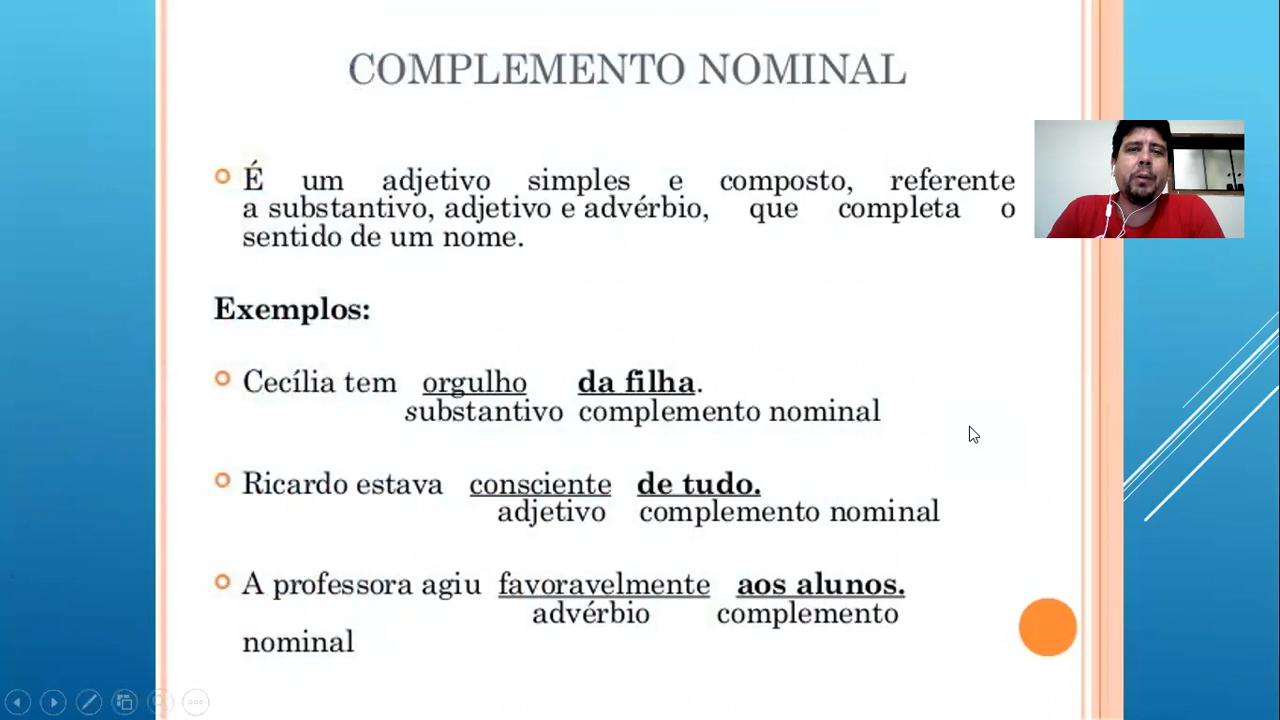 COMPLEMENTO NOMINAL
É um adjetivo simples e composto, referente
a substantivo, adjetivo e advérbio, que completa o
sentido de um nome.
Exemplos:
Cecília tem orgulho da filha.
substantivo complemento nominal
Ricardo estava consciente de tudo.
adjetivo complemento nominal
A professora agiu favoravelmente aos alunos.
advérbio complemento
nominal